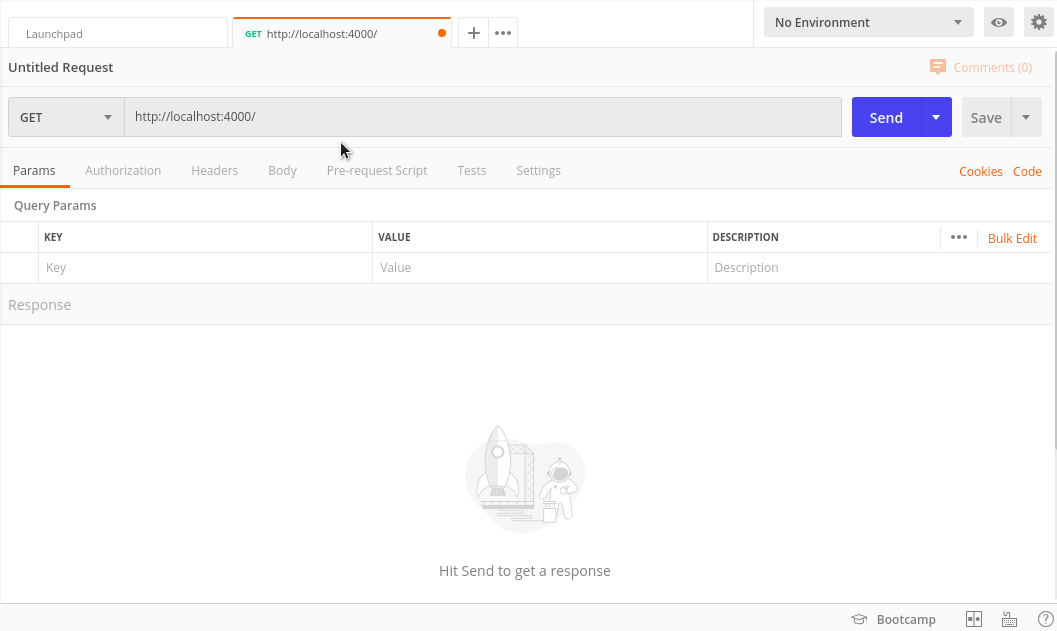 Launchpad
GET http://localhost:4000/
No Environment
Untitled Request
Comments (0)
GET
http://localhost:4000/
Send
Save
Params Authorization Headers Body Pre-request Script Tests Settings
Cookies Code
Query Params
KEY VALUE DESCRIPTION
Bulk Edit
Key Value Description
Response
Hit Send to get a response
Bootcamp